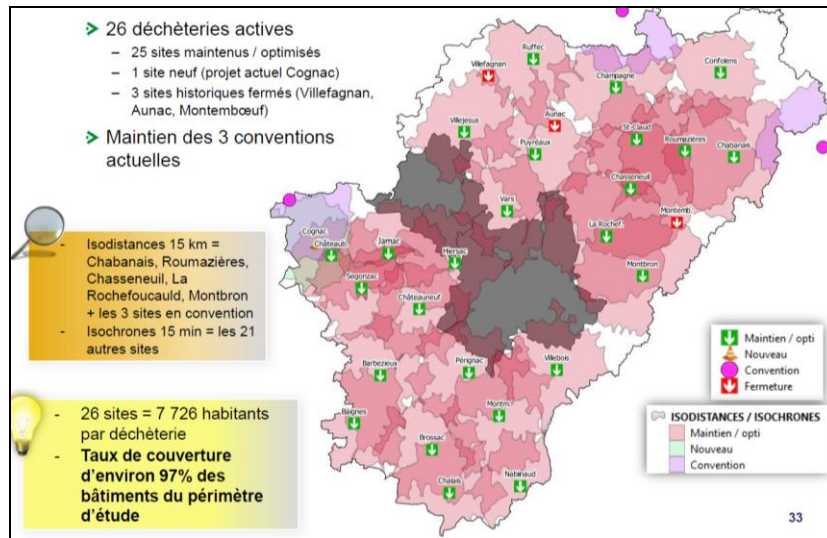 26 déchèteries actives
– 25 sites maintenus / optimisés
– 1 site neuf (projet actuel Cognac)
– 3 sites historiques fermés (Villefagnan,
Aunac, Montembœuf)
Maintien des 3 conventions
actuelles
- Isodistances 15 km =
Chabanais, Roumazières,
Chasseneuil, La
Rochefoucauld, Montbron
+ les 3 sites en convention
- Isochrones 15 min = les 21
autres sites
- 26 sites = 7 726 habitants
par déchèterie
- Taux de couverture
d'environ 97% des
bâtiments du périmètre
d'étude
Ruffec
Villefagnan
Champagne
Confolens
Villejesus
Aunac
St-Claud
Roumazières
Puyréaux
Chabanais
Chasseneuil
Vars
Montemb.
La Rochef.
Cognac
Jarnac
Hiersac
Montbron
Segonzac
Châteauneuf
Barbezieux
Pérignac
Villebois
Baignes
Montm.
Brossac
Chalais
Nabinaud
Maintien / opti
Nouveau
Convention
Fermeture
ISODISTANCES / ISOCHRONES
Maintien / opti
Nouveau
Convention
33